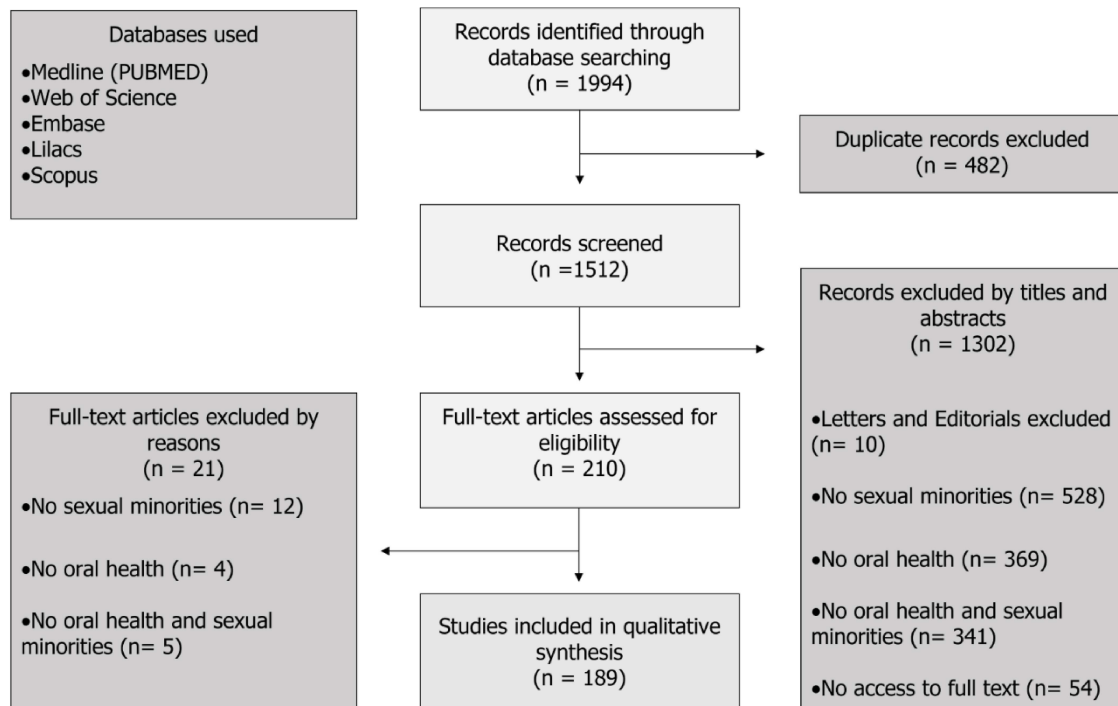 Databases used
•Medline (PUBMED)
•Web of Science
•Embase
•Lilacs
•Scopus
Records identified through
database searching
(n = 1994)
Duplicate records excluded
(n = 482)
Records screened
(n =1512)
Records excluded by titles and
abstracts
(n = 1302)
•Letters and Editorials excluded
(n= 10)
•No sexual minorities (n= 528)
•No oral health (n= 369)
•No oral health and sexual
minorities (n= 341)
•No access to full text (n= 54)
Full-text articles assessed for
eligibility
(n = 210)
Full-text articles excluded by
reasons
(n = 21)
•No sexual minorities (n= 12)
•No oral health (n= 4)
•No oral health and sexual
minorities (n= 5)
Studies included in qualitative
synthesis
(n = 189)